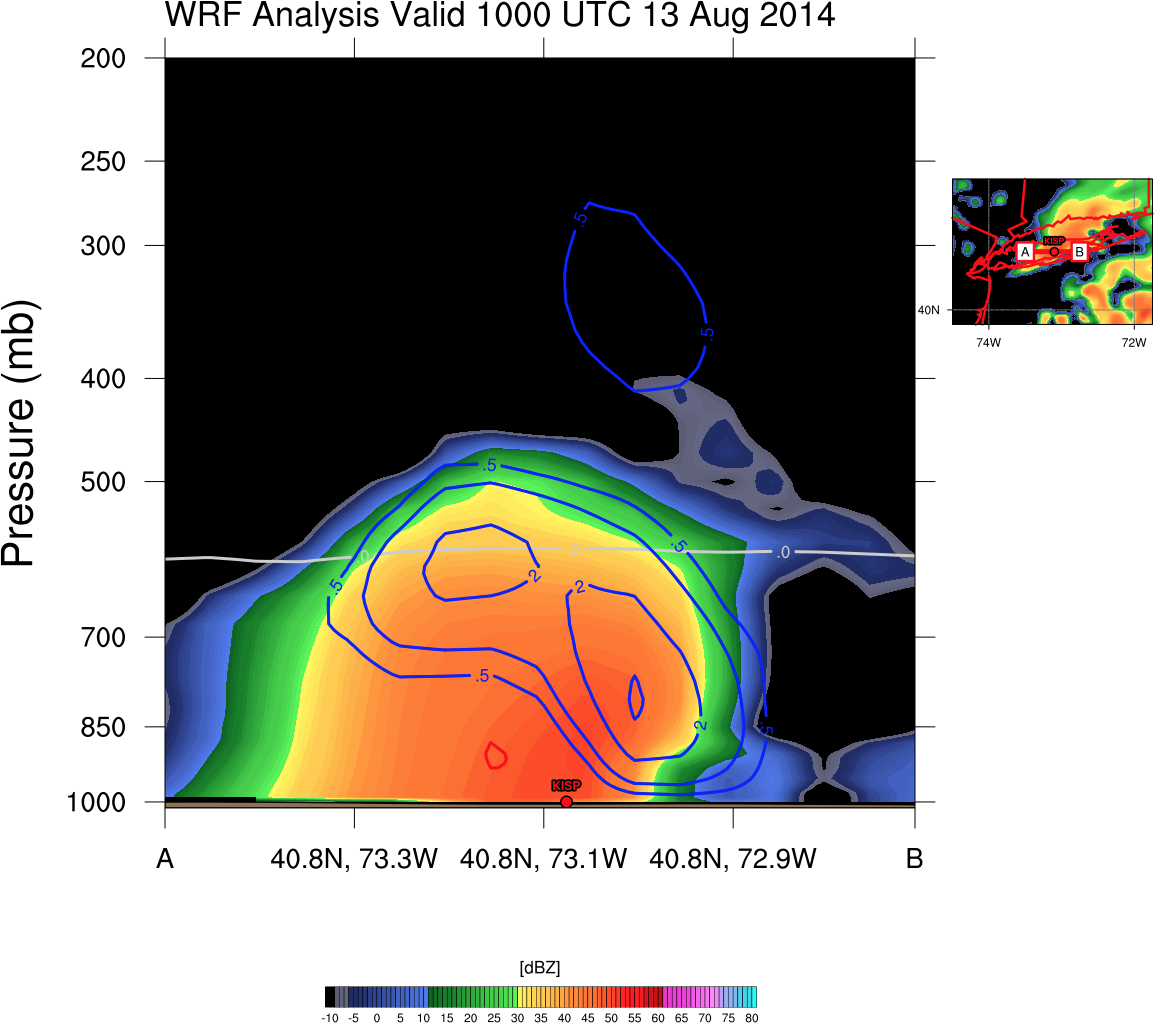 WRF Analysis Valid 1000 UTC 13 Aug 2014
Pressure (mb)
200
250
300
400
500
700
850
1000
.5
.5
.5
.5
.5
.5
.5
.0
.0
.0
2
2
2
KISP
A
40.8N, 73.3W
40.8N, 73.1W
40.8N, 72.9W
B
KISP
A
B
40N
74W
72W
[dBZ]
-10 -5 0 5 10 15 20 25 30 35 40 45 50 55 60 65 70 75 80